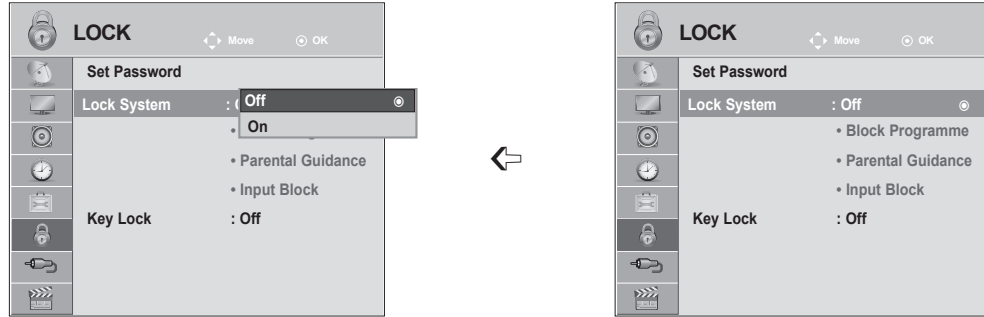 LOCK
Move OK
Set Password
Lock System :
Off
On
•
• Parental Guidance
• Input Block
Key Lock : Off
LOCK
Move OK
Set Password
Lock System : Off
• Block Programme
• Parental Guidance
• Input Block
Key Lock : Off